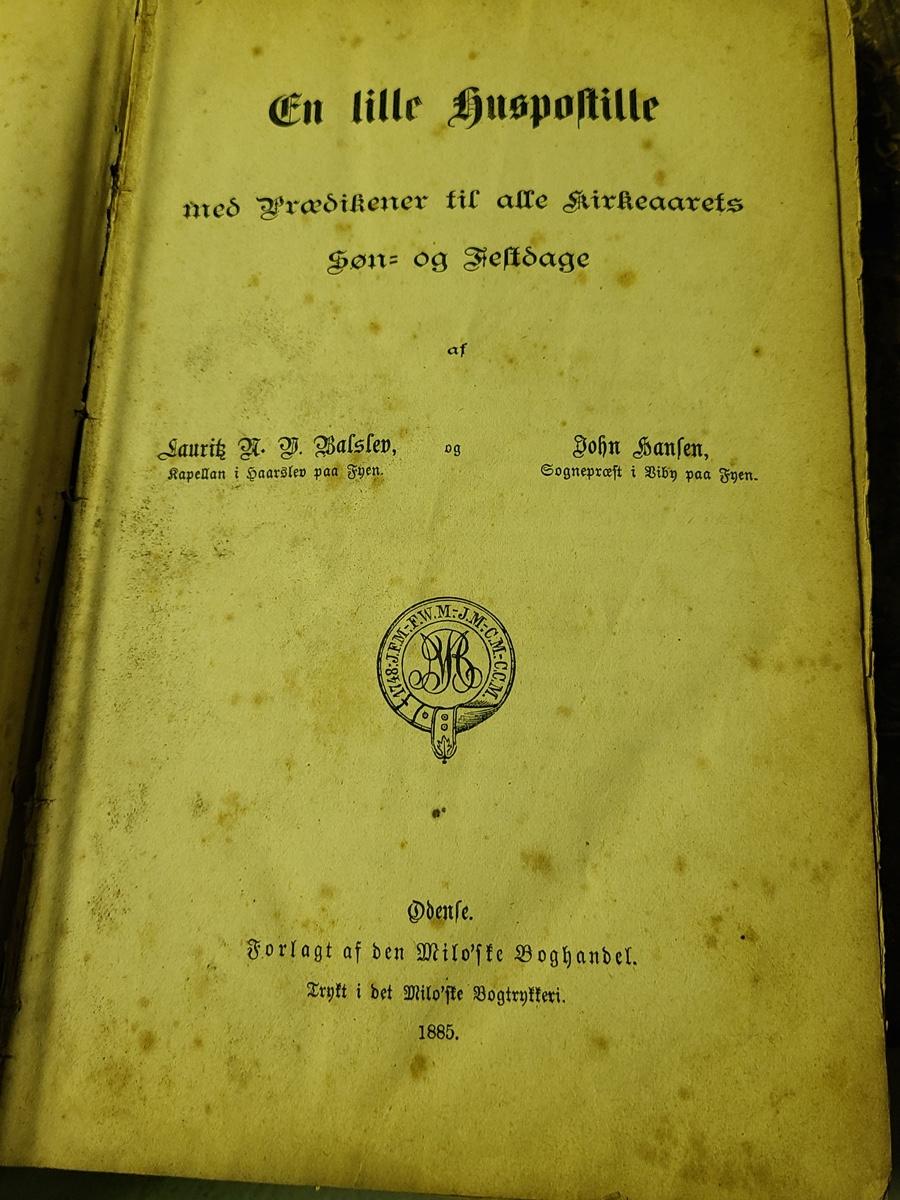 En lille Huspostille
med Prædikener til alle Kirkeaarets
Søn- og Festdage
af
Lauritz N. V. Balslev, og John Hansen,
Kapellan i Haarslev paa Fyen. Sognepræst i Viby paa Fyen.
1748·J.F.M.-F.W.M.-J.M.-C.M.-C.C.M.
Odense.
Forlagt af den Milo'ske Boghandel.
Trykt i det Milo'ske Bogtrykkeri.
1885.